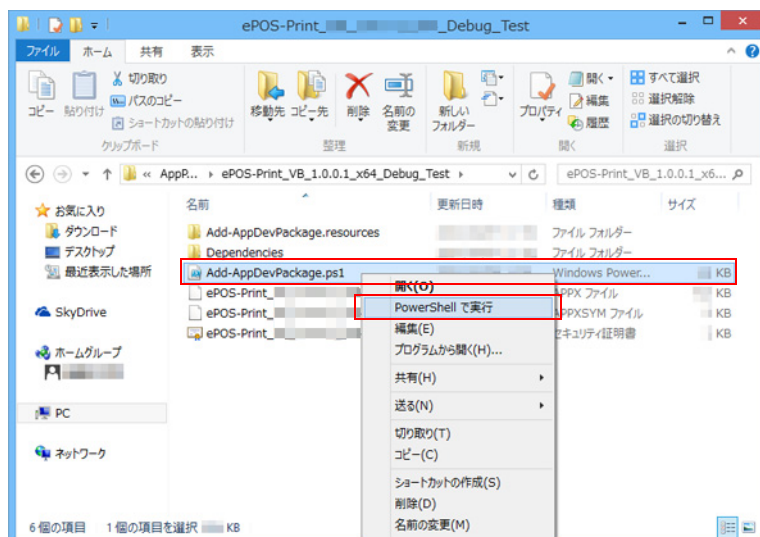 ePOS-Print_ _Debug_Test
ファイル ホーム 共有 表示
コピー
貼り付け
切り取り
パスのコピー
ショートカットの貼り付け
クリップボード
移動先
コピー先
削除
名前の変更
整理
新しいフォルダー
新規
プロパティ
開く
編集
履歴
開く
すべて選択
選択解除
選択の切り替え
選択
« AppP... ▸ ePOS-Print_VB_1.0.0.1_x64_Debug_Test ▸
ePOS-Print_VB_1.0.0.1_x6...
お気に入り
ダウンロード
デスクトップ
最近表示した場所
SkyDrive
ホームグループ
PC
ネットワーク
名前 更新日時 種類 サイズ
Add-AppDevPackage.resources ファイル フォルダー
Dependencies ファイル フォルダー
Add-AppDevPackage.ps1 Windows Power... KB
ePOS-Print_ APPX ファイル KB
ePOS-Print_ APPXSYM ファイル KB
ePOS-Print_ セキュリティ証明書 KB
開く(O)
PowerShell で実行
編集(E)
プログラムから開く(H)...
共有(H)
送る(N)
切り取り(T)
コピー(C)
ショートカットの作成(S)
削除(D)
名前の変更(M)
6 個の項目 1 個の項目を選択 KB